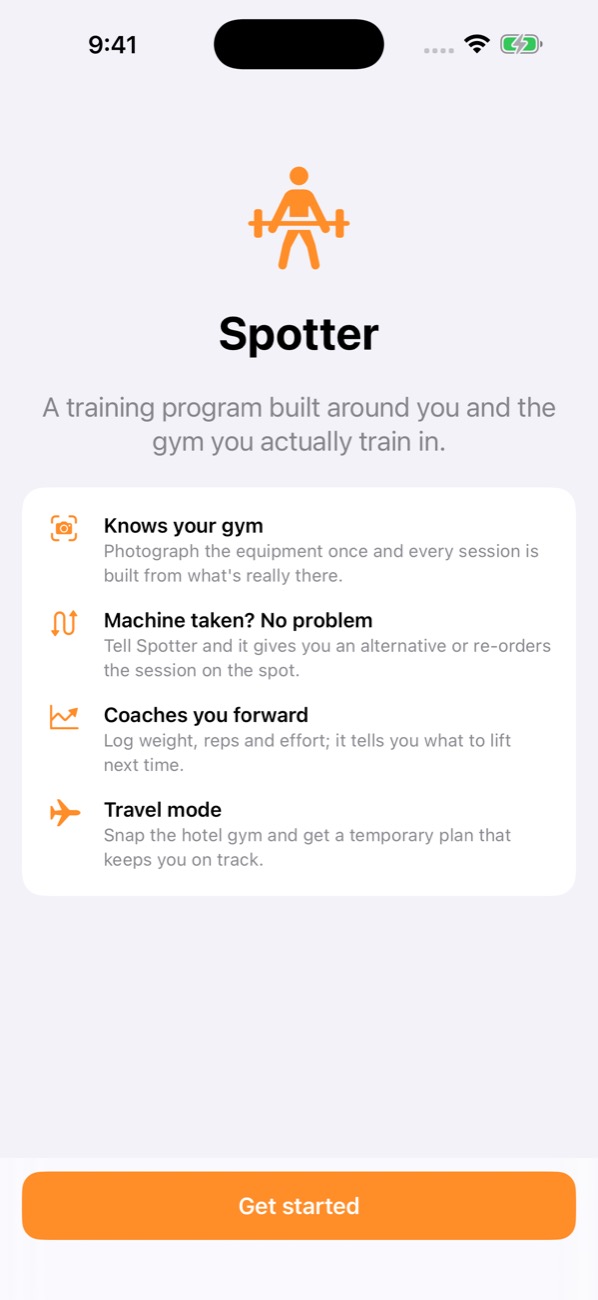 9:41
Spotter
A training program built around you and the
gym you actually train in.
Knows your gym
Photograph the equipment once and every session is
built from what's really there.
Machine taken? No problem
Tell Spotter and it gives you an alternative or re-orders
the session on the spot.
Coaches you forward
Log weight, reps and effort; it tells you what to lift
next time.
Travel mode
Snap the hotel gym and get a temporary plan that
keeps you on track.
Get started